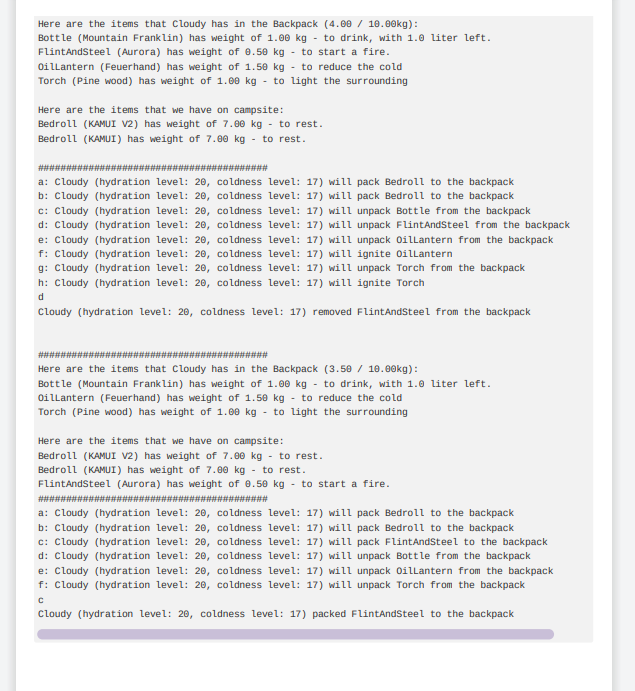 Here are the items that Cloudy has in the Backpack (4.00 / 10.00kg):
Bottle (Mountain Franklin) has weight of 1.00 kg - to drink, with 1.0 liter left.
FlintAndSteel (Aurora) has weight of 0.50 kg - to start a fire.
OilLantern (Feuerhand) has weight of 1.50 kg - to reduce the cold
Torch (Pine wood) has weight of 1.00 kg - to light the surrounding

Here are the items that we have on campsite:
Bedroll (KAMUI V2) has weight of 7.00 kg - to rest.
Bedroll (KAMUI) has weight of 7.00 kg - to rest.

#########################################
a: Cloudy (hydration level: 20, coldness level: 17) will pack Bedroll to the backpack
b: Cloudy (hydration level: 20, coldness level: 17) will pack Bedroll to the backpack
c: Cloudy (hydration level: 20, coldness level: 17) will unpack Bottle from the backpack
d: Cloudy (hydration level: 20, coldness level: 17) will unpack FlintAndSteel from the backpack
e: Cloudy (hydration level: 20, coldness level: 17) will unpack OilLantern from the backpack
f: Cloudy (hydration level: 20, coldness level: 17) will ignite OilLantern
g: Cloudy (hydration level: 20, coldness level: 17) will unpack Torch from the backpack
h: Cloudy (hydration level: 20, coldness level: 17) will ignite Torch
d
Cloudy (hydration level: 20, coldness level: 17) removed FlintAndSteel from the backpack

#########################################
Here are the items that Cloudy has in the Backpack (3.50 / 10.00kg):
Bottle (Mountain Franklin) has weight of 1.00 kg - to drink, with 1.0 liter left.
OilLantern (Feuerhand) has weight of 1.50 kg - to reduce the cold
Torch (Pine wood) has weight of 1.00 kg - to light the surrounding

Here are the items that we have on campsite:
Bedroll (KAMUI V2) has weight of 7.00 kg - to rest.
Bedroll (KAMUI) has weight of 7.00 kg - to rest.
FlintAndSteel (Aurora) has weight of 0.50 kg - to start a fire.
#########################################
a: Cloudy (hydration level: 20, coldness level: 17) will pack Bedroll to the backpack
b: Cloudy (hydration level: 20, coldness level: 17) will pack Bedroll to the backpack
c: Cloudy (hydration level: 20, coldness level: 17) will pack FlintAndSteel to the backpack
d: Cloudy (hydration level: 20, coldness level: 17) will unpack Bottle from the backpack
e: Cloudy (hydration level: 20, coldness level: 17) will unpack OilLantern from the backpack
f: Cloudy (hydration level: 20, coldness level: 17) will unpack Torch from the backpack
c
Cloudy (hydration level: 20, coldness level: 17) packed FlintAndSteel to the backpack